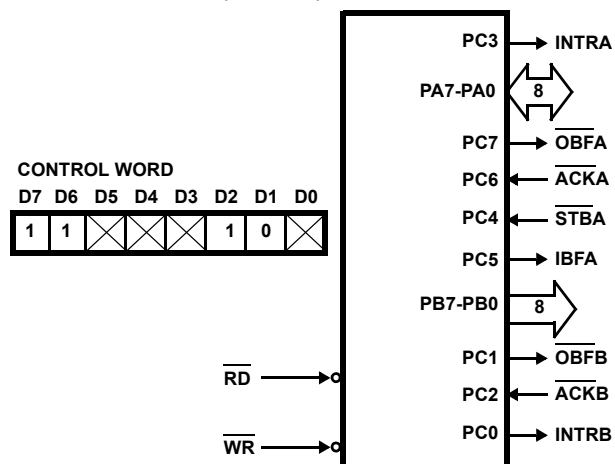 PC3 INTRA
PA7-PA0 8
PC7 OBFA
CONTROL WORD
PC6 ACKA
D7 D6 D5 D4 D3 D2 D1 D0
1 1 1 0
PC4 STBA
PC5 IBFA
PB7-PB0 8
PC1 OBFB
RD
PC2 ACKB
WR
PC0 INTRB